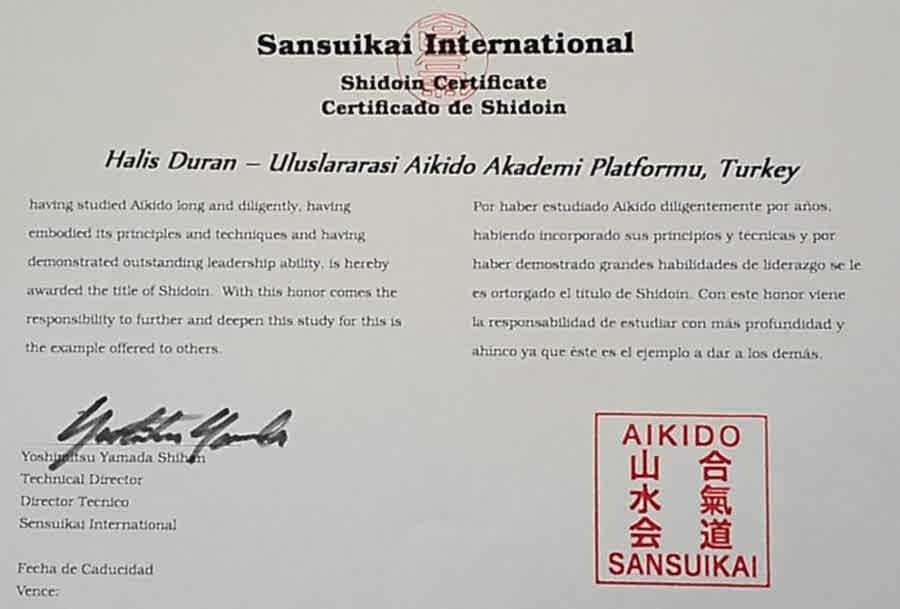 Sansuikai International
Shidoin Certificate
Certificado de Shidoin
Halis Duran – Uluslararası Aikido Akademi Platformu, Turkey
having studied Aikido long and diligently, having
embodied its principles and techniques and having
demonstrated outstanding leadership ability, is hereby
awarded the title of Shidoin. With this honor comes the
responsibility to further and deepen this study for this is
the example offered to others.
Por haber estudiado Aikido diligentemente por años,
habiendo incorporado sus principios y técnicas y por
haber demostrado grandes habilidades de liderazgo se le
es ortorgado el título de Shidoin. Con este honor viene
la responsabilidad de estudiar con más profundidad y
ahinco ya que éste es el ejemplo a dar a los demás.
Yoshimitsu Yamada Shihan
Technical Director
Director Tecnico
Sensuikai International
Fecha de Caducidad
Vence:
AIKIDO
合氣道
山水会
SANSUIKAI